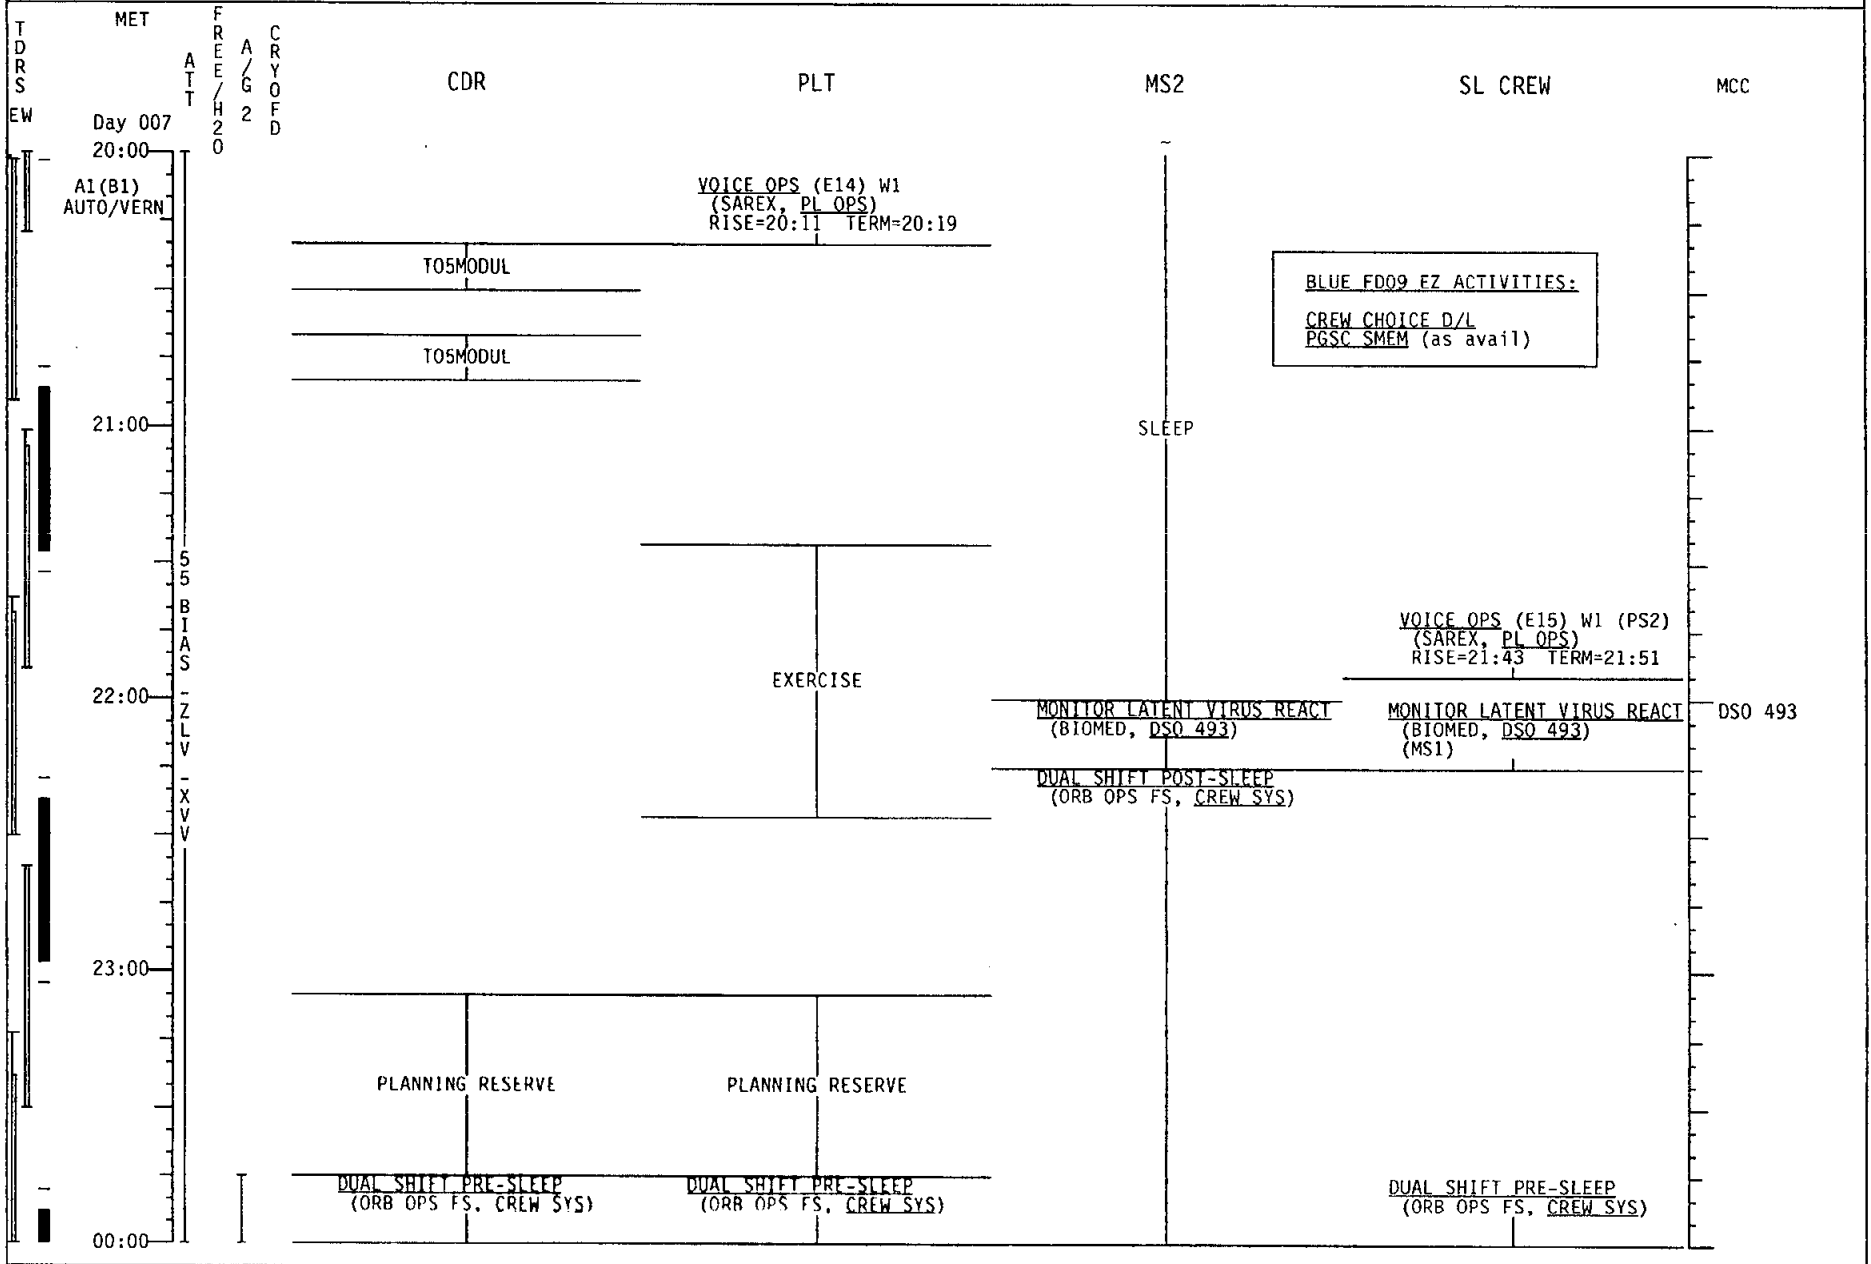 TDRS
EW
MET
ATT
FREE/H2O
A/G 2
CRYOFD
CDR
PLT
MS2
SL CREW
MCC
Day 007
20:00
A1(B1)
AUTO/VERN
VOICE OPS (E14) W1
(SAREX, PL OPS)
RISE=20:11 TERM=20:19
TO5MODUL
BLUE FD09 EZ ACTIVITIES:
CREW CHOICE D/L
PGSC SMEM (as avail)
TO5MODUL
21:00
SLEEP
55 BIAS -ZLV -XVV
VOICE OPS (E15) W1 (PS2)
(SAREX, PL OPS)
RISE=21:43 TERM=21:51
EXERCISE
22:00
MONITOR LATENT VIRUS REACT
(BIOMED, DSO 493)
MONITOR LATENT VIRUS REACT
(BIOMED, DSO 493)
(MS1)
DSO 493
DUAL SHIFT POST-SLEEP
(ORB OPS FS, CREW SYS)
23:00
PLANNING RESERVE
PLANNING RESERVE
DUAL SHIFT PRE-SLEEP
(ORB OPS FS, CREW SYS)
DUAL SHIFT PRE-SLEEP
(ORB OPS FS, CREW SYS)
DUAL SHIFT PRE-SLEEP
(ORB OPS FS, CREW SYS)
00:00